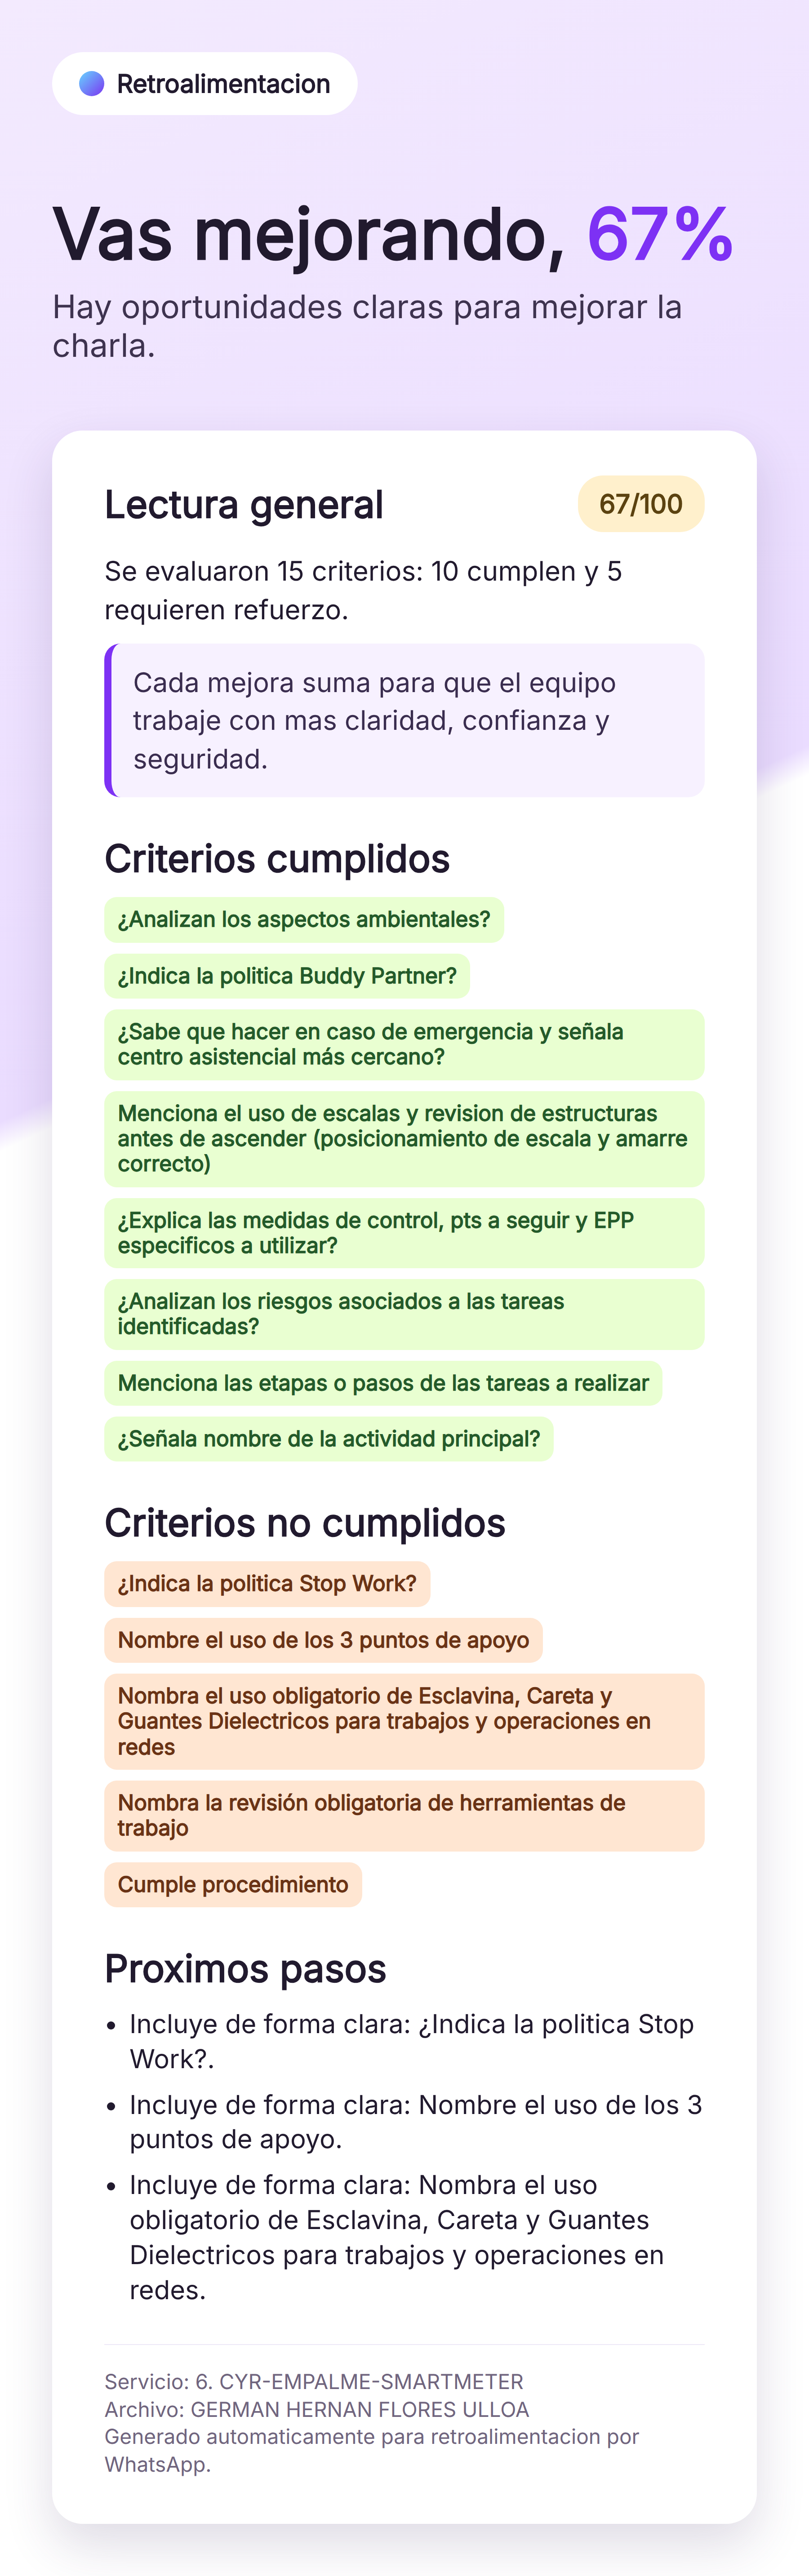 Retroalimentacion
Vas mejorando, 67%
Hay oportunidades claras para mejorar la
charla.
Lectura general
67/100
Se evaluaron 15 criterios: 10 cumplen y 5
requieren refuerzo.
Cada mejora suma para que el equipo
trabaje con mas claridad, confianza y
seguridad.
Criterios cumplidos
¿Analizan los aspectos ambientales?
¿Indica la politica Buddy Partner?
¿Sabe que hacer en caso de emergencia y señala
centro asistencial más cercano?
Menciona el uso de escalas y revision de estructuras
antes de ascender (posicionamiento de escala y amarre
correcto)
¿Explica las medidas de control, pts a seguir y EPP
especificos a utilizar?
¿Analizan los riesgos asociados a las tareas
identificadas?
Menciona las etapas o pasos de las tareas a realizar
¿Señala nombre de la actividad principal?
Criterios no cumplidos
¿Indica la politica Stop Work?
Nombre el uso de los 3 puntos de apoyo
Nombra el uso obligatorio de Esclavina, Careta y
Guantes Dielectricos para trabajos y operaciones en
redes
Nombra la revisión obligatoria de herramientas de
trabajo
Cumple procedimiento
Proximos pasos
• Incluye de forma clara: ¿Indica la politica Stop
Work?.
• Incluye de forma clara: Nombre el uso de los 3
puntos de apoyo.
• Incluye de forma clara: Nombra el uso
obligatorio de Esclavina, Careta y Guantes
Dielectricos para trabajos y operaciones en
redes.
Servicio: 6. CYR-EMPALME-SMARTMETER
Archivo: GERMAN HERNAN FLORES ULLOA
Generado automaticamente para retroalimentacion por
WhatsApp.